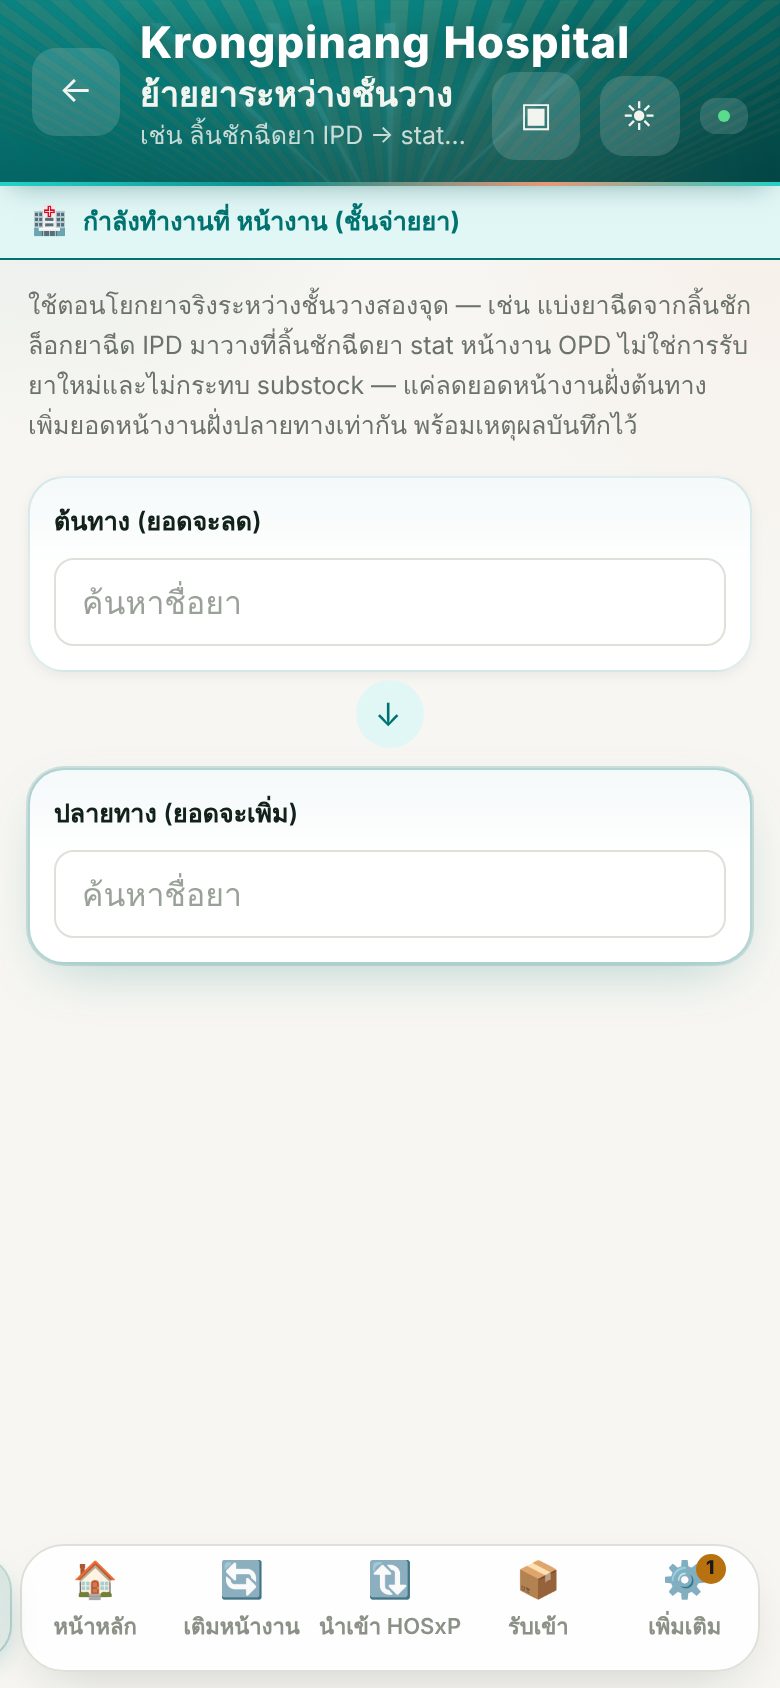 Krongpinang Hospital
ย้ายยาระหว่างชั้นวาง
เช่น ลิ้นชักฉีดยา IPD → stat...
กำลังทำงานที่ หน้างาน (ชั้นจ่ายยา)
ใช้ตอนโยกยาจริงระหว่างชั้นวางสองจุด — เช่น แบ่งยาฉีดจากลิ้นชัก
ล็อกยาฉีด IPD มาวางที่ลิ้นชักฉีดยา stat หน้างาน OPD ไม่ใช่การรับ
ยาใหม่และไม่กระทบ substock — แค่ลดยอดหน้างานฝั่งต้นทาง
เพิ่มยอดหน้างานฝั่งปลายทางเท่ากัน พร้อมเหตุผลบันทึกไว้
ต้นทาง (ยอดจะลด)
ค้นหาชื่อยา
↓
ปลายทาง (ยอดจะเพิ่ม)
ค้นหาชื่อยา
1
หน้าหลัก เติมหน้างาน นำเข้า HOSxP รับเข้า เพิ่มเติม